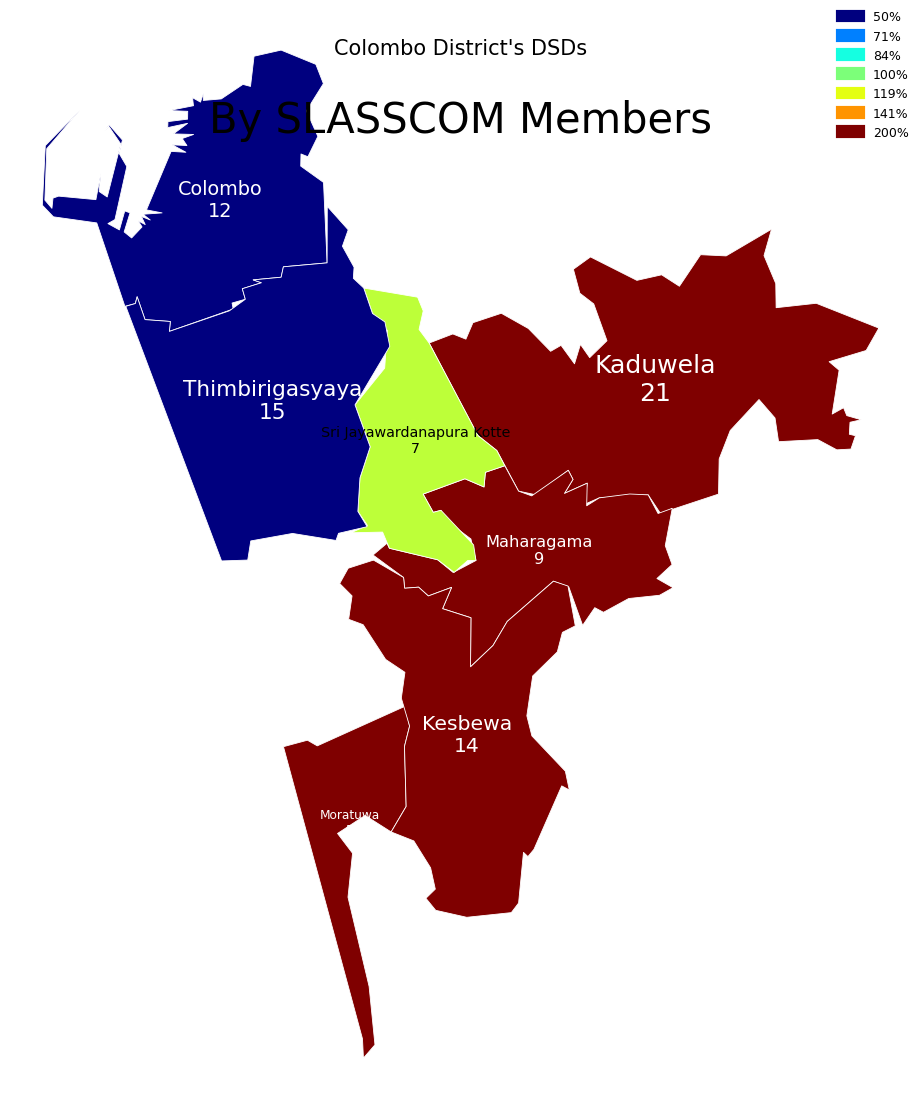 Colombo District's DSDs
By SLASSCOM Members
50%
71%
84%
100%
119%
141%
200%
Colombo
12
Thimbirigasyaya
15
Sri Jayawardanapura Kotte
7
Kaduwela
21
Maharagama
9
Kesbewa
14
Moratuwa